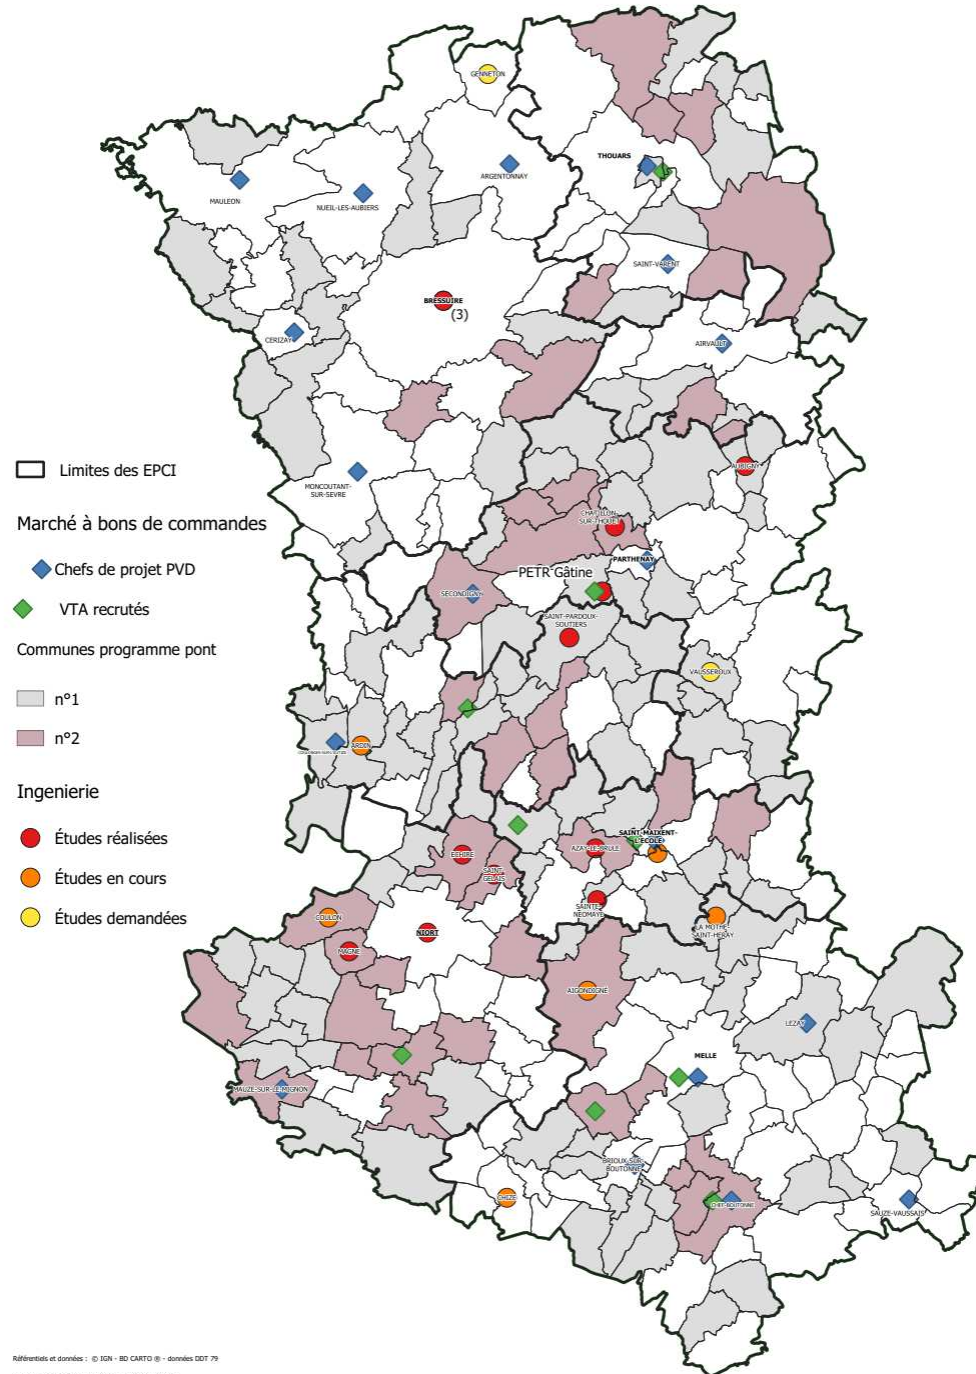 GENNETON
THOUARS
ARGENTONNAY
MAULEON
NUEIL-LES-AUBIERS
SAINT-VARENT
BRESSUIRE
(3)
CERIZAY
AIRVAULT
Limites des EPCI
AUBIGNY
MONCOUTANT-
SUR-SEVRE
Marché à bons de commandes
CHATILLON-
SUR-THOUET
PARTHENAY
Chefs de projet PVD
PETR Gâtine
SECONDIGNY
VTA recrutés
SAINT-PARDOUX-
SOUTIERS
Communes programme pont
VAUSSEROUX
n°1
n°2
ARDIN
Ingenierie
Études réalisées
SAINT-MAIXENT-
L'ECOLE
ECHIRE
AZAY-LE-BRULE
SAINT-
GELAIS
Études en cours
SAINTE-
NEOMAYE
Études demandées
COULON
LA MOTHE-
SAINT-HERAY
NIORT
MAGNE
AIGONDIGNÉ
LEZAY
MELLE
MAUZE-SUR-LE-MIGNON
BRIOUX-SUR-
BOUTONNE
CHIZE
CHEF-BOUTONNE
SAUZE-VAUSSAIS
Référentiels et données : © IGN - BD CARTO ® - données DDT 79